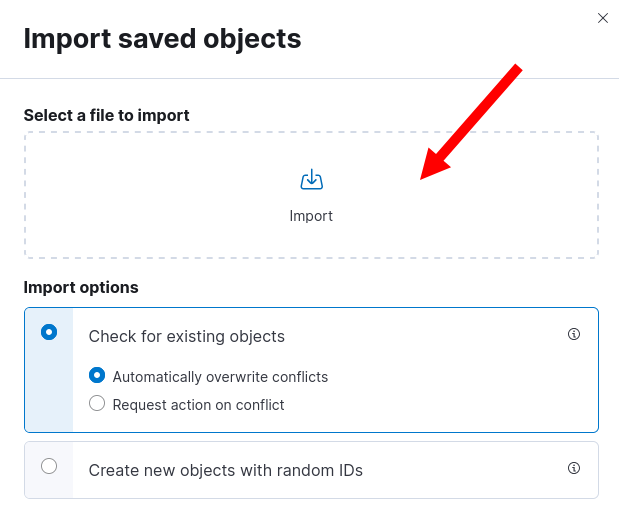 Import saved objects
Select a file to import
Import
Import options
Check for existing objects
Automatically overwrite conflicts
Request action on conflict
Create new objects with random IDs